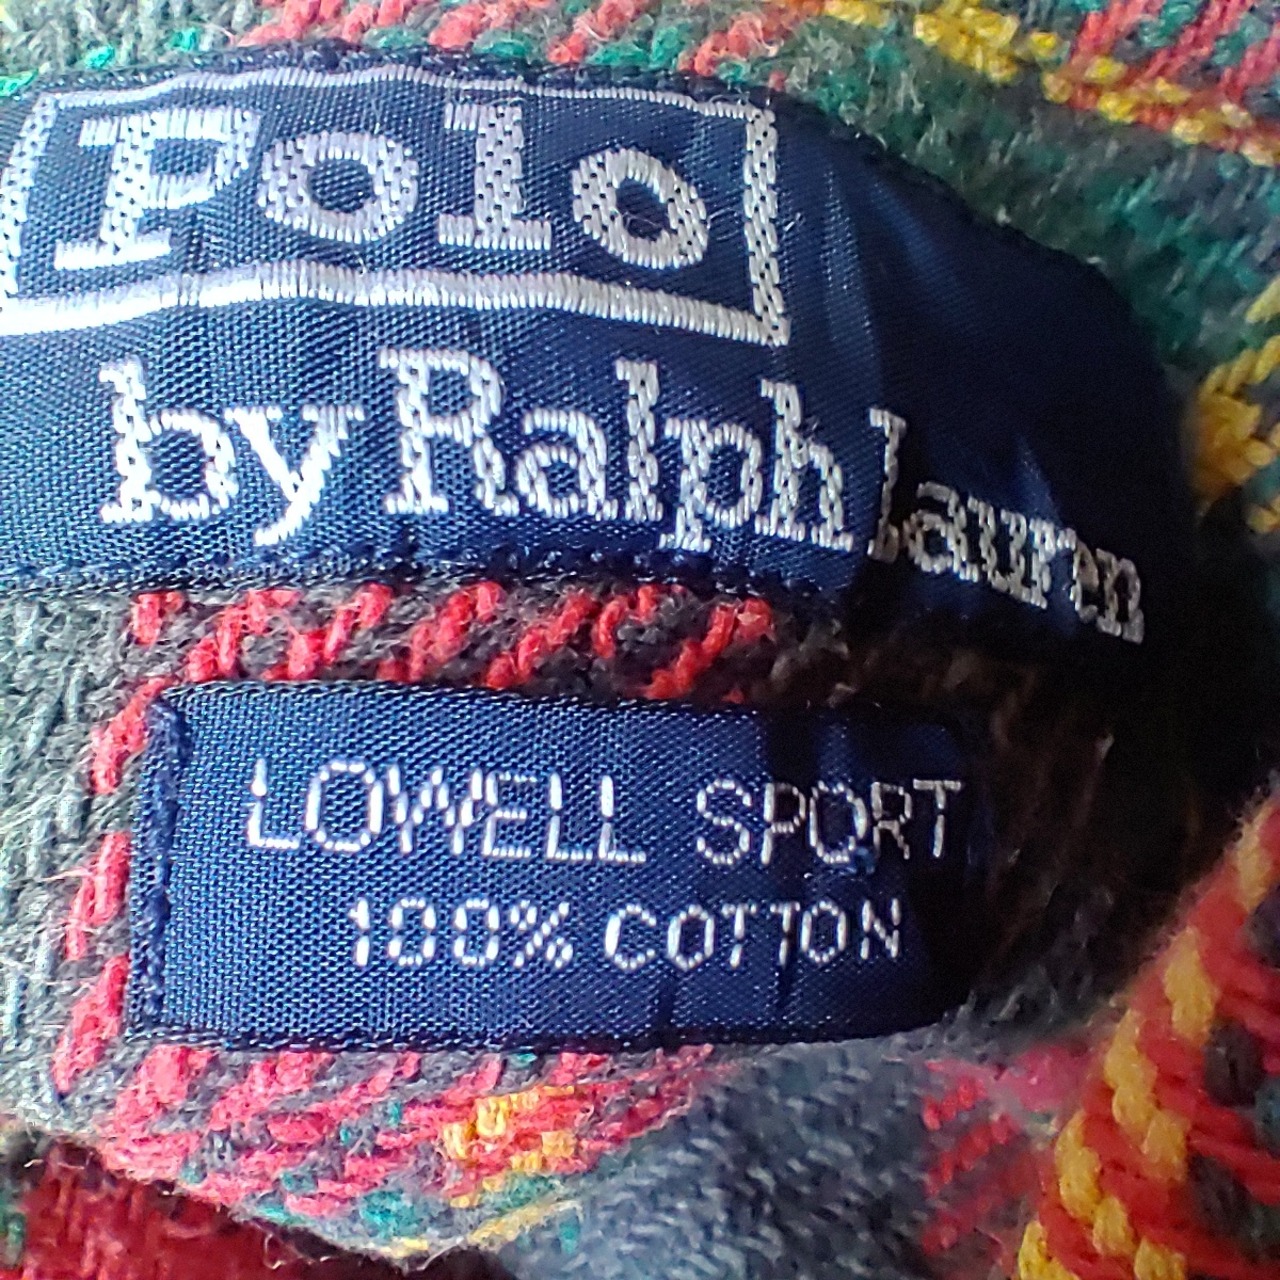 Polo
by Ralph Lauren
LOWELL SPORT
100% COTTON